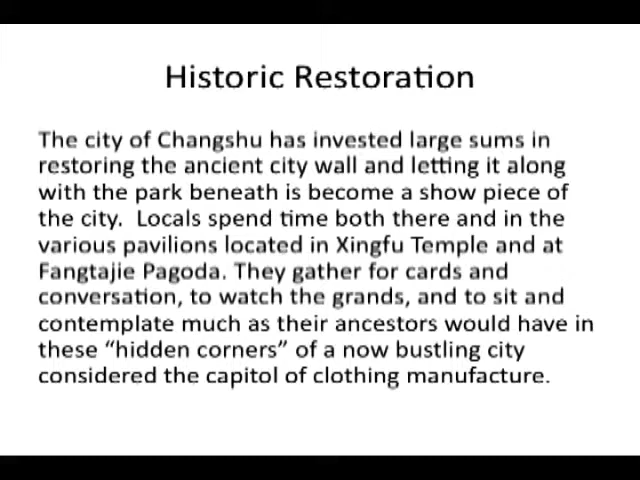 Historic Restoration
The city of Changshu has invested large sums in
restoring the ancient city wall and letting it along
with the park beneath is become a show piece of
the city.  Locals spend time both there and in the
various pavilions located in Xingfu Temple and at
Fangtajie Pagoda. They gather for cards and
conversation, to watch the grands, and to sit and
contemplate much as their ancestors would have in
these “hidden corners” of a now bustling city
considered the capitol of clothing manufacture.